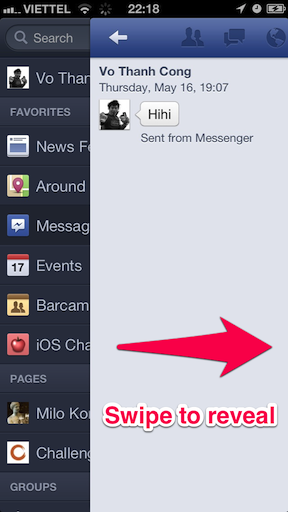 VIETTEL 22:18
Search
Vo Than
FAVORITES
News Fe
Around
Messag
17 Events
Barcam
iOS Cha
PAGES
Milo Kor
Challeng
GROUPS
Vo Thanh Cong
Thursday, May 16, 19:07
Hihi
Sent from Messenger
Swipe to reveal